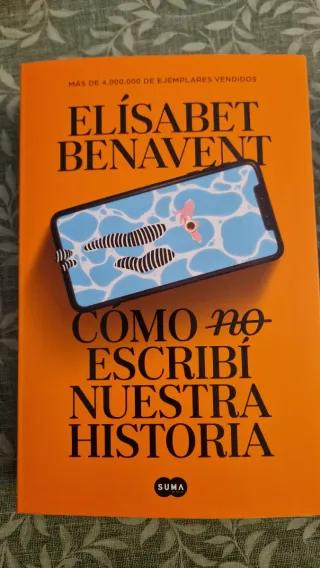 MÁS DE 4.000.000 DE EJEMPLARES VENDIDOS
ELÍSABET
BENAVENT
CÓMO no
ESCRIBÍ
NUESTRA
HISTORIA
SUMA